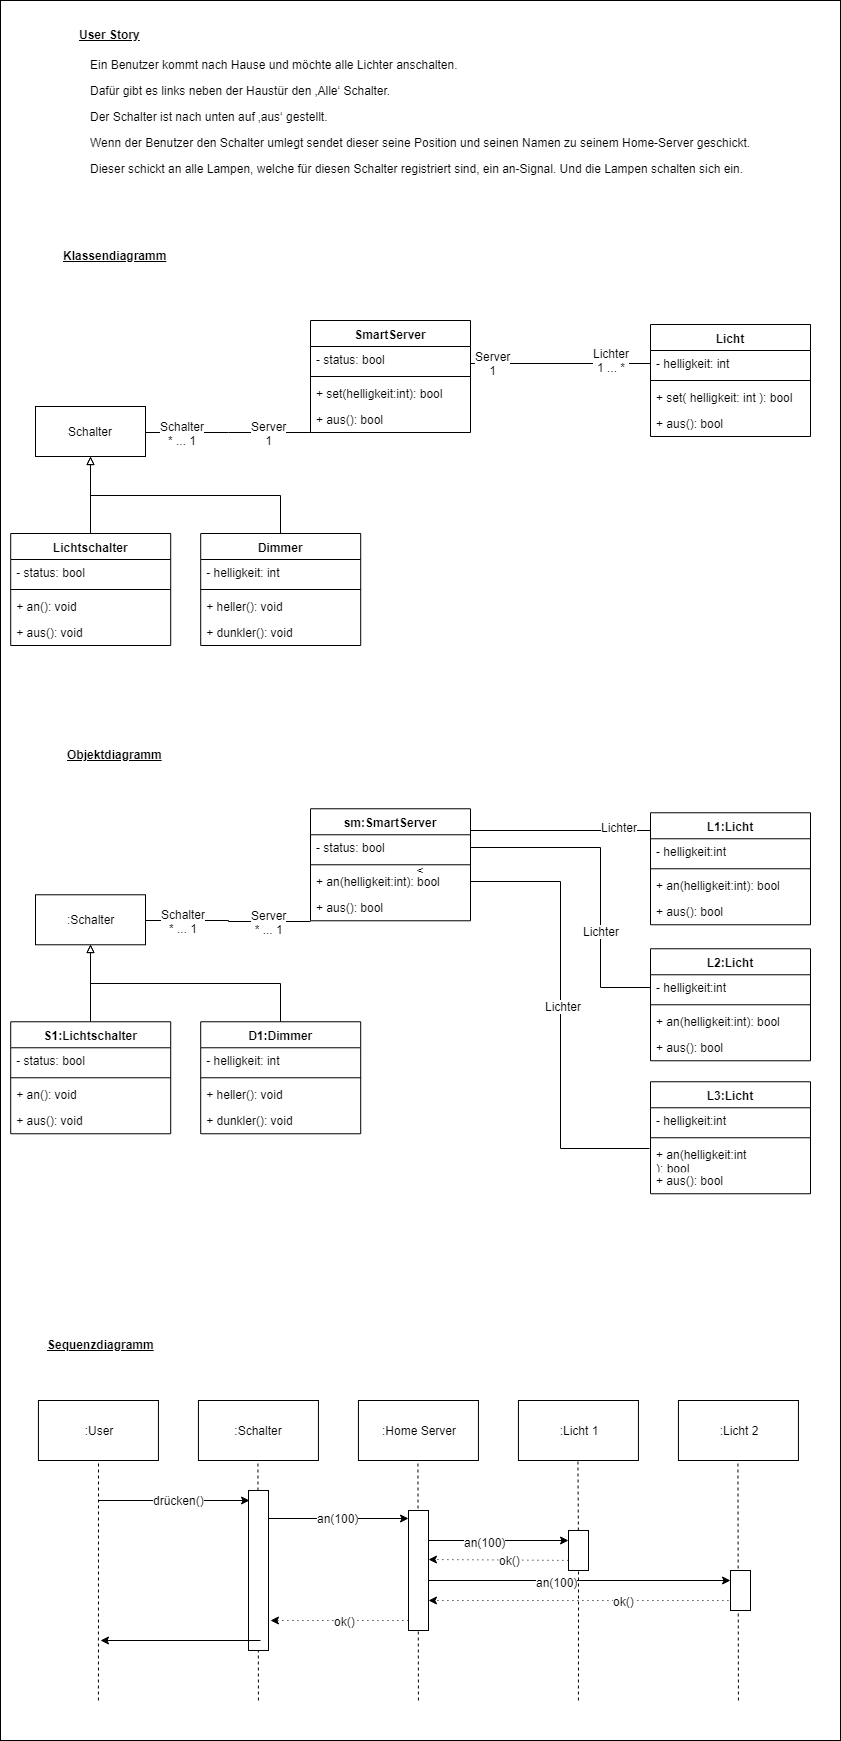 User Story
Ein Benutzer kommt nach Hause und möchte alle Lichter anschalten.
Dafür gibt es links neben der Haustür den ‚Alle‘ Schalter.
Der Schalter ist nach unten auf ‚aus‘ gestellt.
Wenn der Benutzer den Schalter umlegt sendet dieser seine Position und seinen Namen zu seinem Home-Server geschickt.
Dieser schickt an alle Lampen, welche für diesen Schalter registriert sind, ein an-Signal. Und die Lampen schalten sich ein.
Klassendiagramm
SmartServer
- status: bool
+ set(helligkeit:int): bool
+ aus(): bool
Server
1
Lichter
1 ... *
Licht
- helligkeit: int
+ set( helligkeit: int ): bool
+ aus(): bool
Schalter
Schalter
* ... 1
Server
1
Lichtschalter
- status: bool
+ an(): void
+ aus(): void
Dimmer
- helligkeit: int
+ heller(): void
+ dunkler(): void
Objektdiagramm
sm:SmartServer
- status: bool
<
+ an(helligkeit:int): bool
+ aus(): bool
Lichter
L1:Licht
- helligkeit:int
+ an(helligkeit:int): bool
+ aus(): bool
:Schalter
Schalter
* ... 1
Server
* ... 1
Lichter
L2:Licht
- helligkeit:int
+ an(helligkeit:int): bool
+ aus(): bool
Lichter
S1:Lichtschalter
- status: bool
+ an(): void
+ aus(): void
D1:Dimmer
- helligkeit: int
+ heller(): void
+ dunkler(): void
L3:Licht
- helligkeit:int
+ an(helligkeit:int
): bool
+ aus(): bool
Sequenzdiagramm
:User
:Schalter
:Home Server
:Licht 1
:Licht 2
drücken()
an(100)
an(100)
ok()
an(100)
ok()
ok()